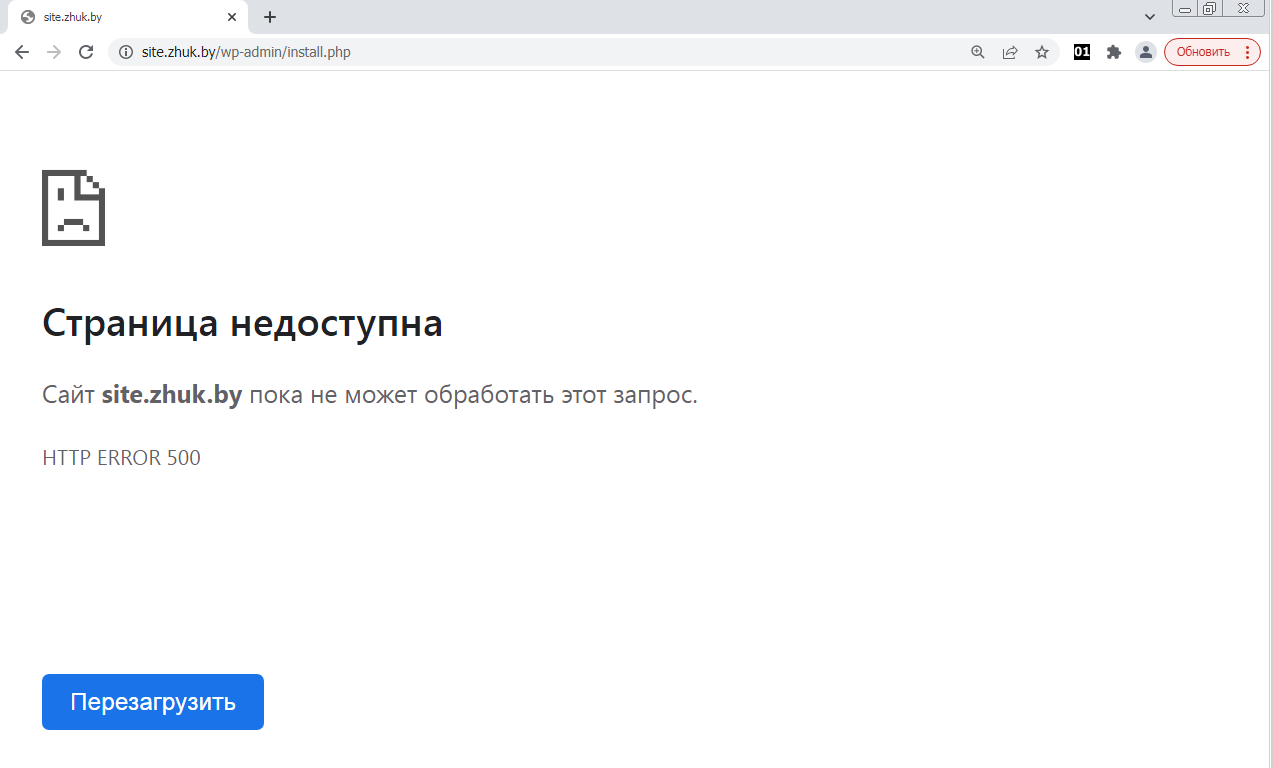 site.zhuk.by
site.zhuk.by/wp-admin/install.php
01
Обновить
Страница недоступна
Сайт site.zhuk.by пока не может обработать этот запрос.
HTTP ERROR 500
Перезагрузить